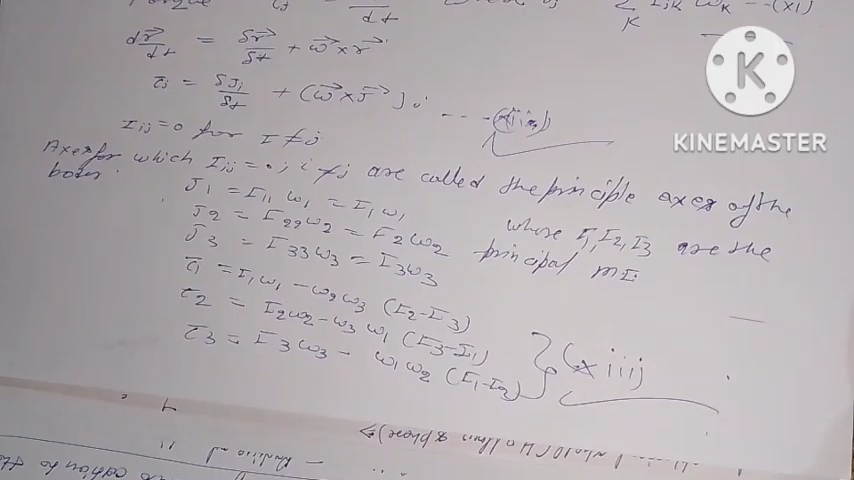 τj = δJj/δt + (ω⃗ × J⃗)j ---(xii)
dr⃗/dt = δr⃗/δt + ω⃗ × r⃗
Iij = 0 for I ≠ j
Axes for which Iij = 0; i ≠ j are called the principle axes of the body.
J1 = I11 ω1 = I1 ω1
J2 = I22 ω2 = I2 ω2
whose I1, I2, I3 are the
J3 = I33 ω3 = I3 ω3
principal MI
τ1 = I1 ω1 - ω2 ω3 (I2 - I3)
τ2 = I2 ω2 - ω3 ω1 (I3 - I1)
τ3 = I3 ω3 - ω1 ω2 (I1 - I2)
} (xiii)
K
KINEMASTER